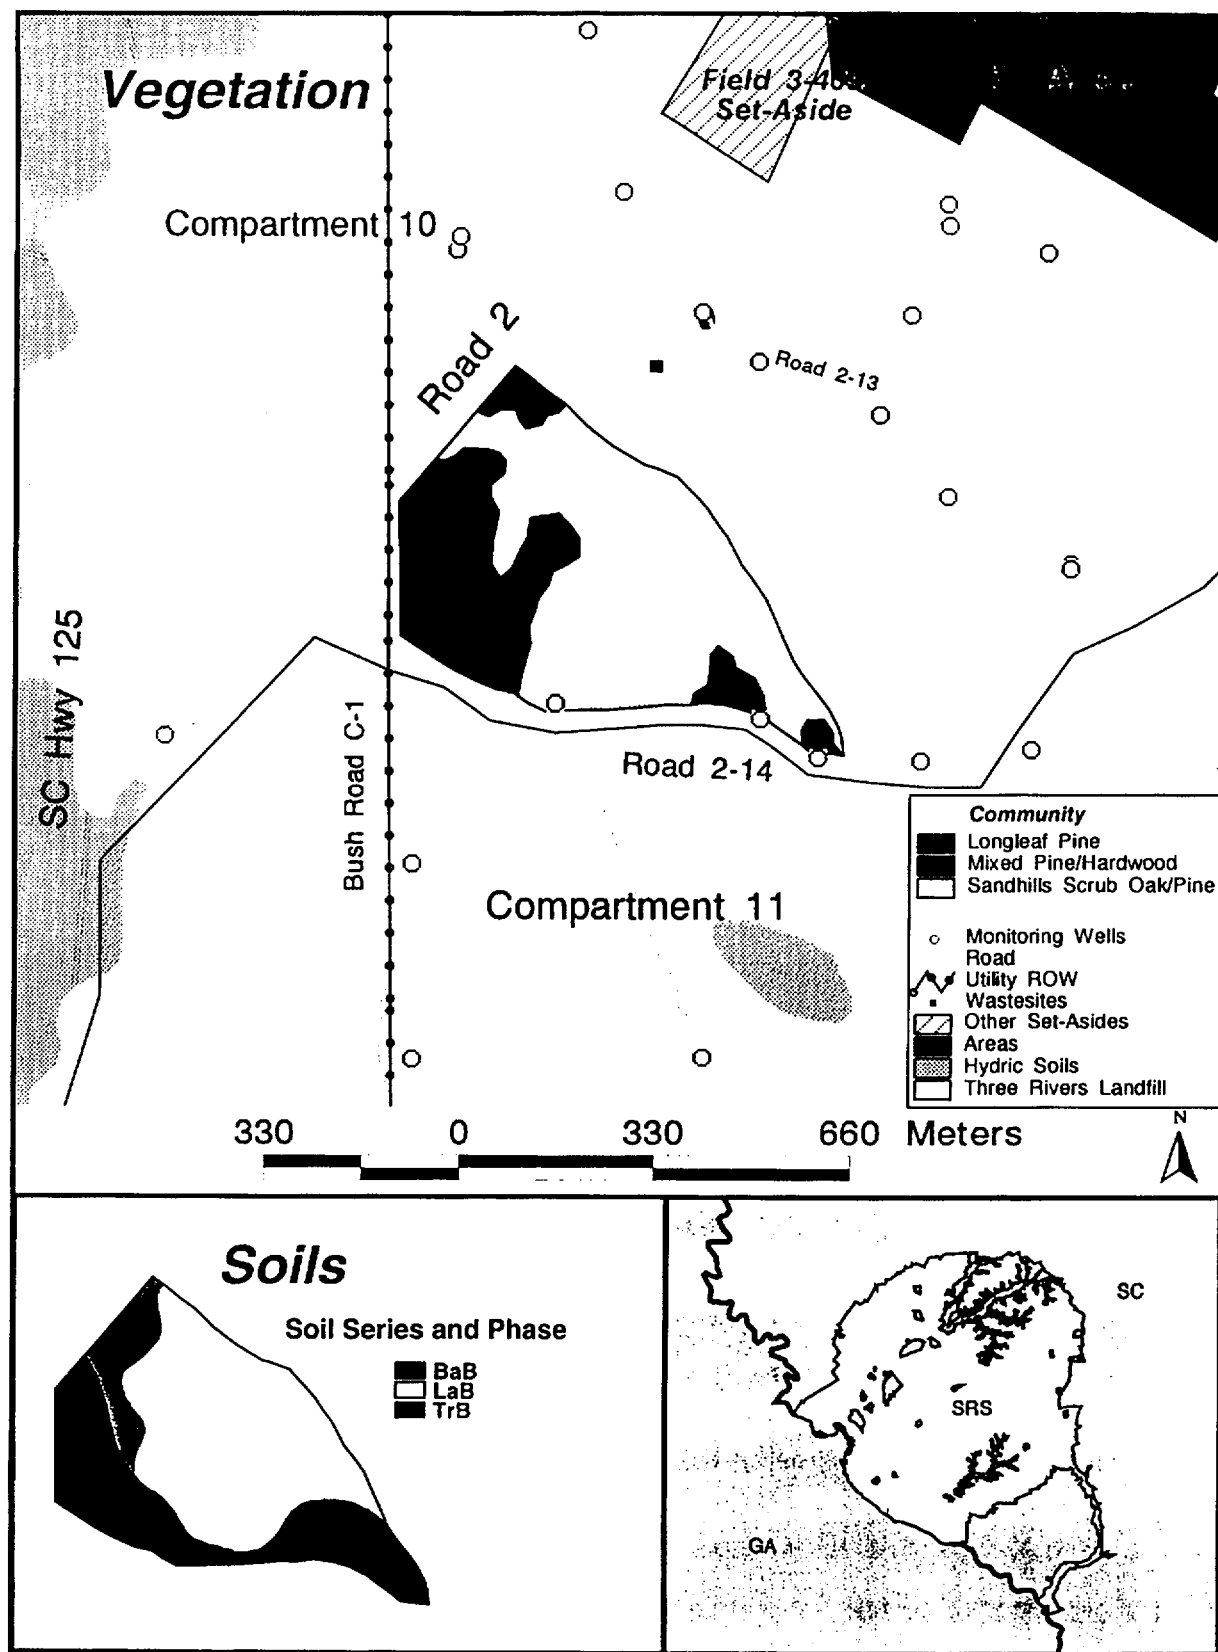 Vegetation
Field 3-40
Set-Aside
Compartment 10
Road 2
Road 2-13
SC Hwy 125
Bush Road C-1
Road 2-14
Compartment 11
Community
Longleaf Pine
Mixed Pine/Hardwood
Sandhills Scrub Oak/Pine
Monitoring Wells
Road
Utility ROW
Wastesites
Other Set-Asides
Areas
Hydric Soils
Three Rivers Landfill
330 0 330 660 Meters
N
Soils
Soil Series and Phase
BaB
LaB
TrB
SC
SRS
GA